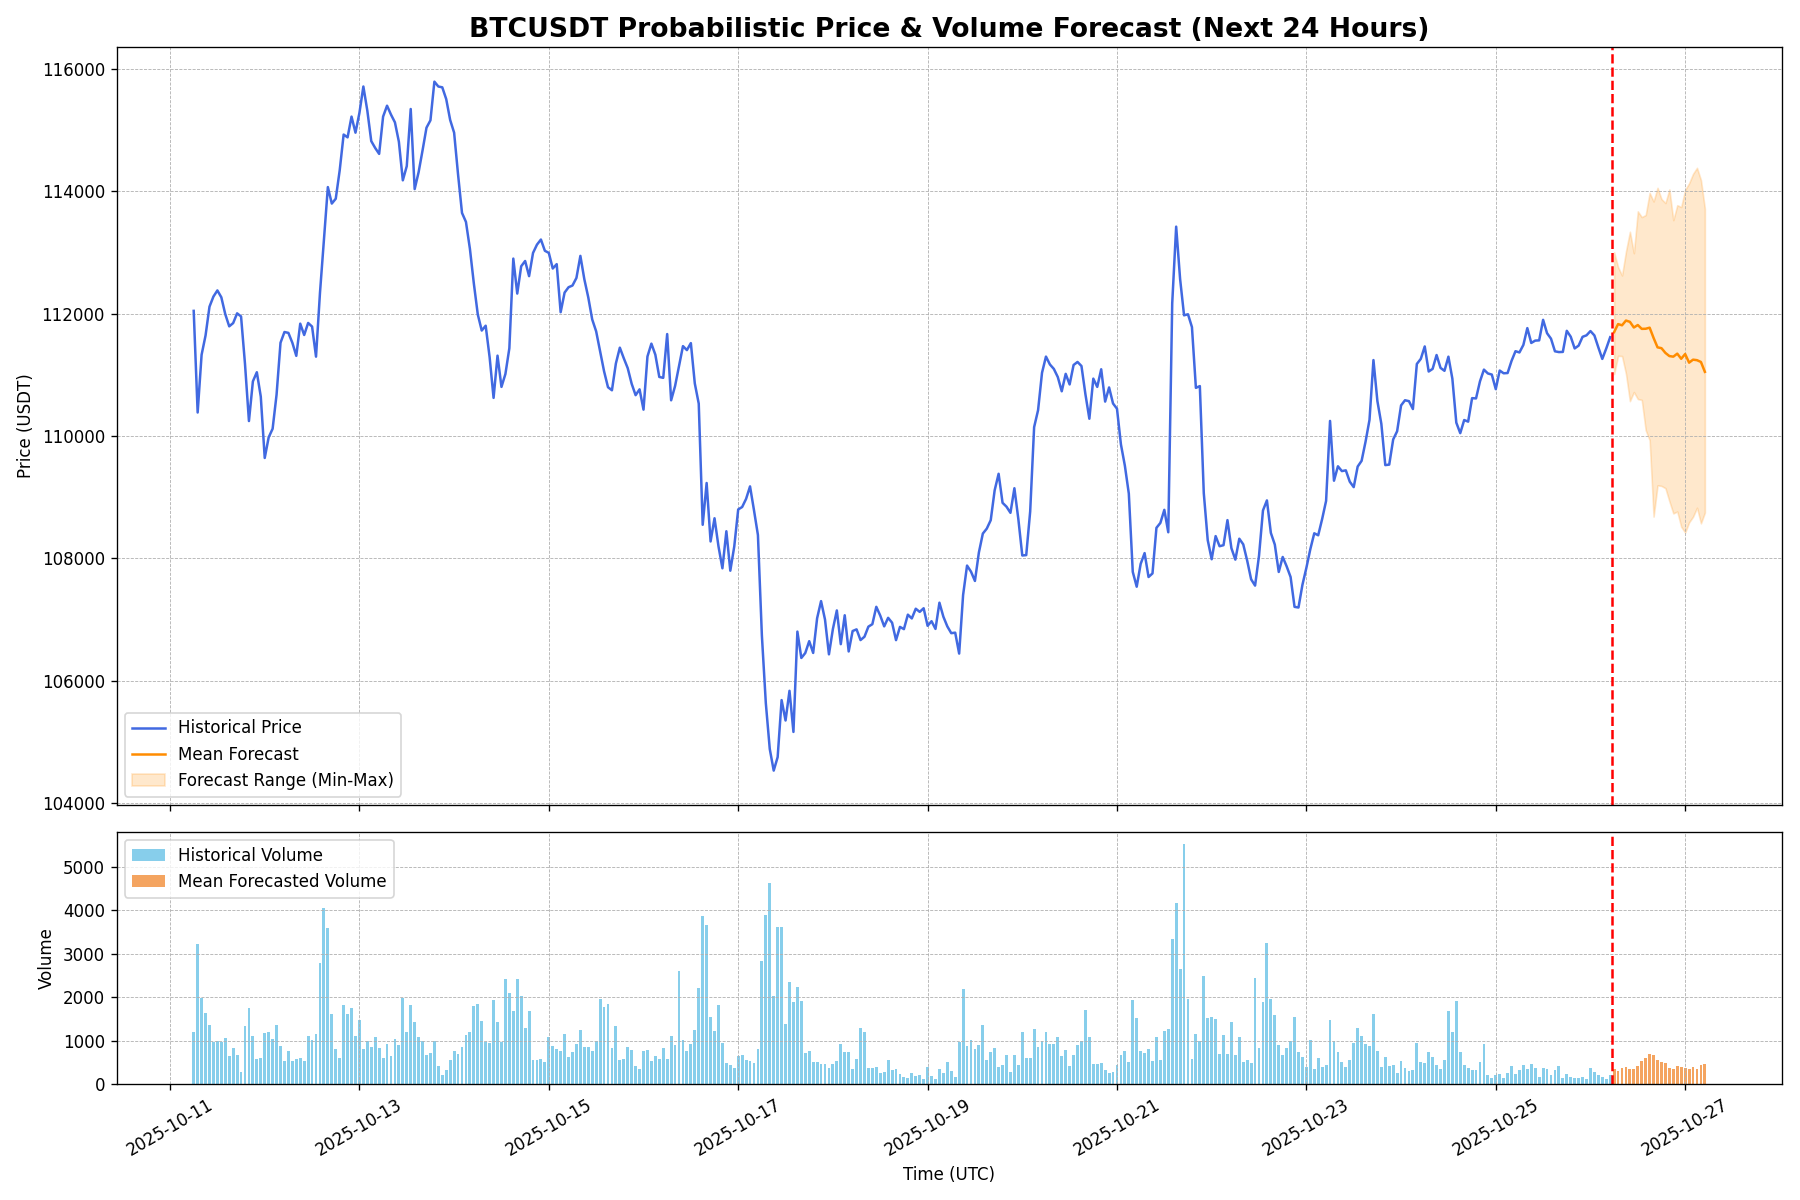 BTCUSDT Probabilistic Price & Volume Forecast (Next 24 Hours)
116000
114000
112000
110000
108000
106000
104000
Price (USDT)
Historical Price
Mean Forecast
Forecast Range (Min-Max)
Historical Volume
Mean Forecasted Volume
5000
4000
3000
2000
1000
0
Volume
2025-10-11
2025-10-13
2025-10-15
2025-10-17
2025-10-19
2025-10-21
2025-10-23
2025-10-25
2025-10-27
Time (UTC)